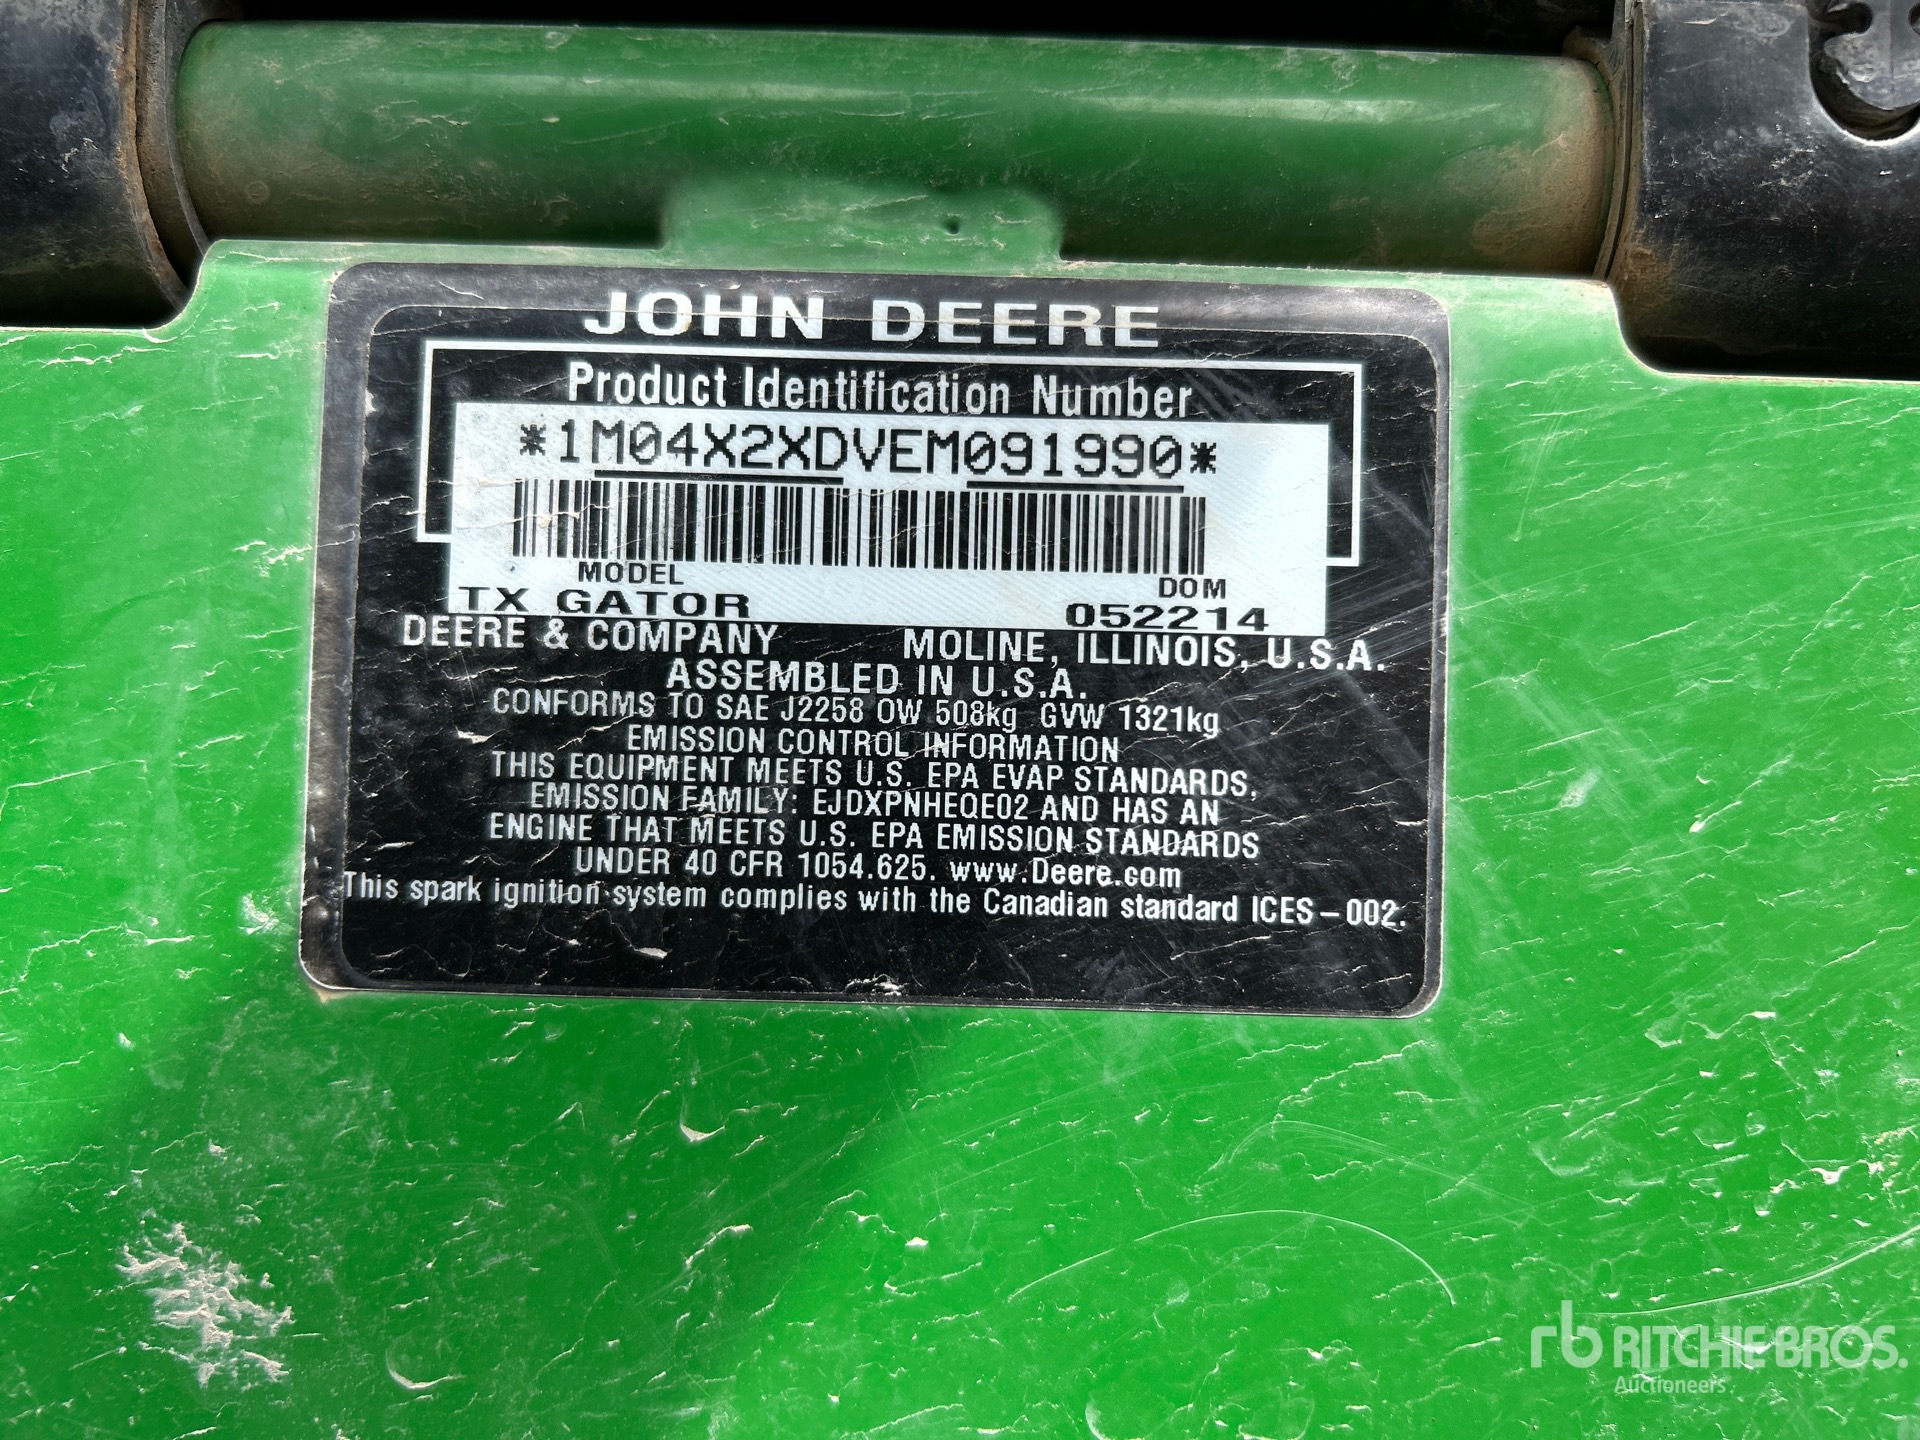 JOHN DEERE
Product Identification Number
*1M04X2XDVEM091990*
MODEL DOM
TX GATOR 052214
DEERE & COMPANY MOLINE, ILLINOIS, U.S.A.
ASSEMBLED IN U.S.A.
CONFORMS TO SAE J2258 OW 508kg GVW 1321kg
EMISSION CONTROL INFORMATION
THIS EQUIPMENT MEETS U.S. EPA EVAP STANDARDS,
EMISSION FAMILY: EJDXPNHEQE02 AND HAS AN
ENGINE THAT MEETS U.S. EPA EMISSION STANDARDS
UNDER 40 CFR 1054.625. www.Deere.com
This spark ignition system complies with the Canadian standard ICES-002.
rb RITCHIE BROS.
Auctioneers